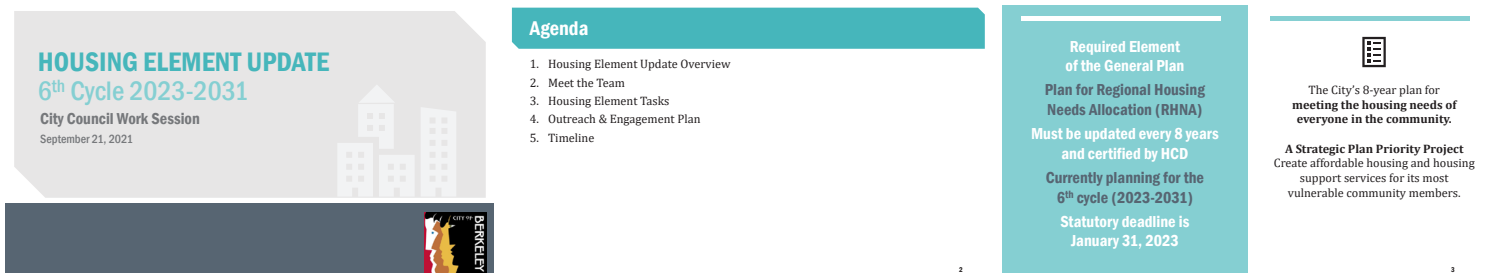 HOUSING ELEMENT UPDATE
6th Cycle 2023-2031
City Council Work Session
September 21, 2021
CITY OF
BERKELEY
Agenda
1. Housing Element Update Overview
2. Meet the Team
3. Housing Element Tasks
4. Outreach & Engagement Plan
5. Timeline
2
Required Element
of the General Plan
Plan for Regional Housing
Needs Allocation (RHNA)
Must be updated every 8 years
and certified by HCD
Currently planning for the
6th cycle (2023-2031)
Statutory deadline is
January 31, 2023
The City's 8-year plan for
meeting the housing needs of
everyone in the community.
A Strategic Plan Priority Project
Create affordable housing and housing
support services for its most
vulnerable community members.
3